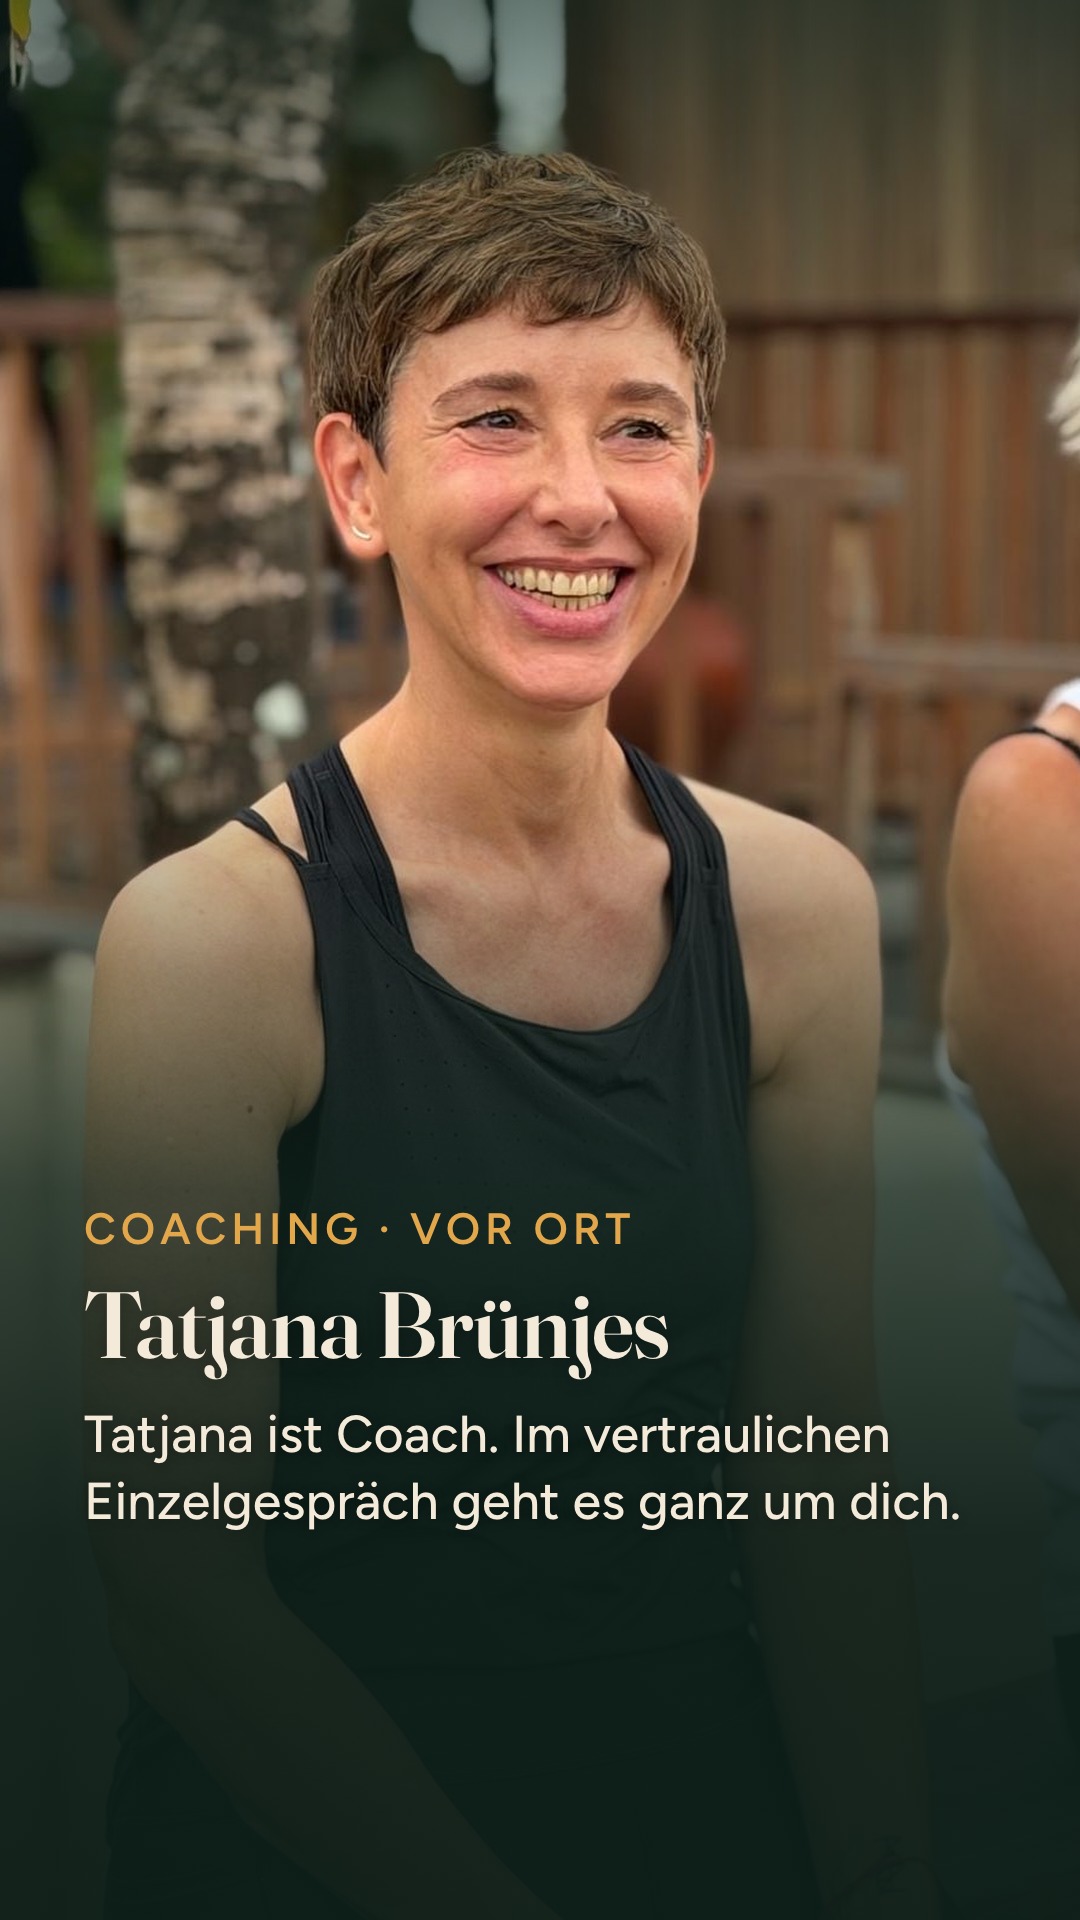 COACHING · VOR ORT
Tatjana Brünjes
Tatjana ist Coach. Im vertraulichen
Einzelgespräch geht es ganz um dich.